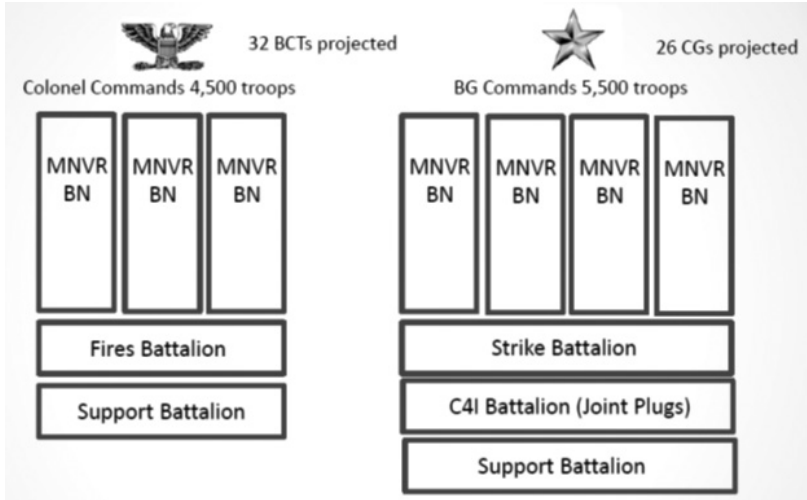 32 BCTs projected
Colonel Commands 4,500 troops
MNVR
BN
MNVR
BN
MNVR
BN
Fires Battalion
Support Battalion
26 CGs projected
BG Commands 5,500 troops
MNVR
BN
MNVR
BN
MNVR
BN
MNVR
BN
Strike Battalion
C4I Battalion (Joint Plugs)
Support Battalion